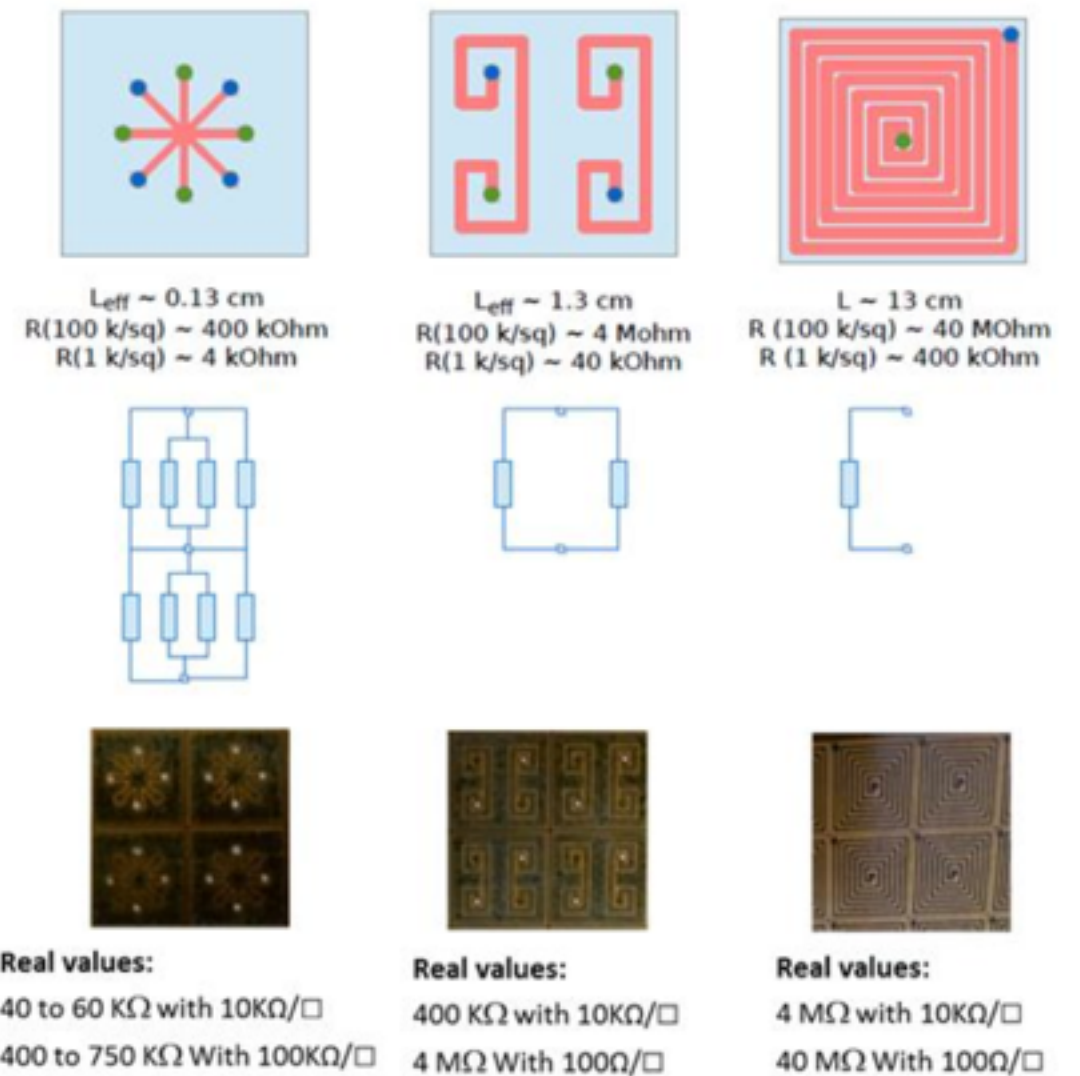 L_eff ~ 0.13 cm
R(100 k/sq) ~ 400 kOhm
R(1 k/sq) ~ 4 kOhm
L_eff ~ 1.3 cm
R(100 k/sq) ~ 4 Mohm
R(1 k/sq) ~ 40 kOhm
L ~ 13 cm
R (100 k/sq) ~ 40 MOhm
R (1 k/sq) ~ 400 kOhm
Real values:
40 to 60 KΩ with 10KΩ/□
400 to 750 KΩ With 100KΩ/□
Real values:
400 KΩ with 10KΩ/□
4 MΩ With 100Ω/□
Real values:
4 MΩ with 10KΩ/□
40 MΩ With 100Ω/□